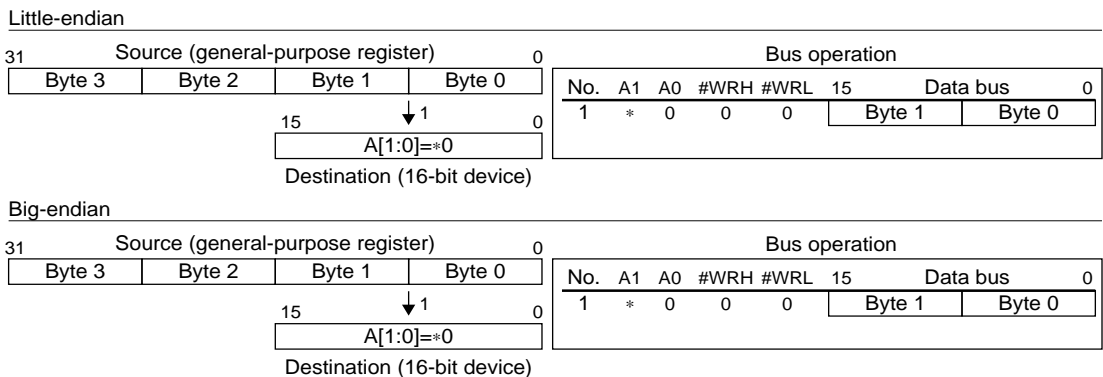 Little-endian
31 Source (general-purpose register) 0 Bus operation
Byte 3 Byte 2 Byte 1 Byte 0 No. A1 A0 #WRH #WRL 15 Data bus 0
1 1 * 0 0 0 Byte 1 Byte 0
15 0
A[1:0]=*0
Destination (16-bit device)
Big-endian
31 Source (general-purpose register) 0 Bus operation
Byte 3 Byte 2 Byte 1 Byte 0 No. A1 A0 #WRH #WRL 15 Data bus 0
1 1 * 0 0 0 Byte 1 Byte 0
15 0
A[1:0]=*0
Destination (16-bit device)